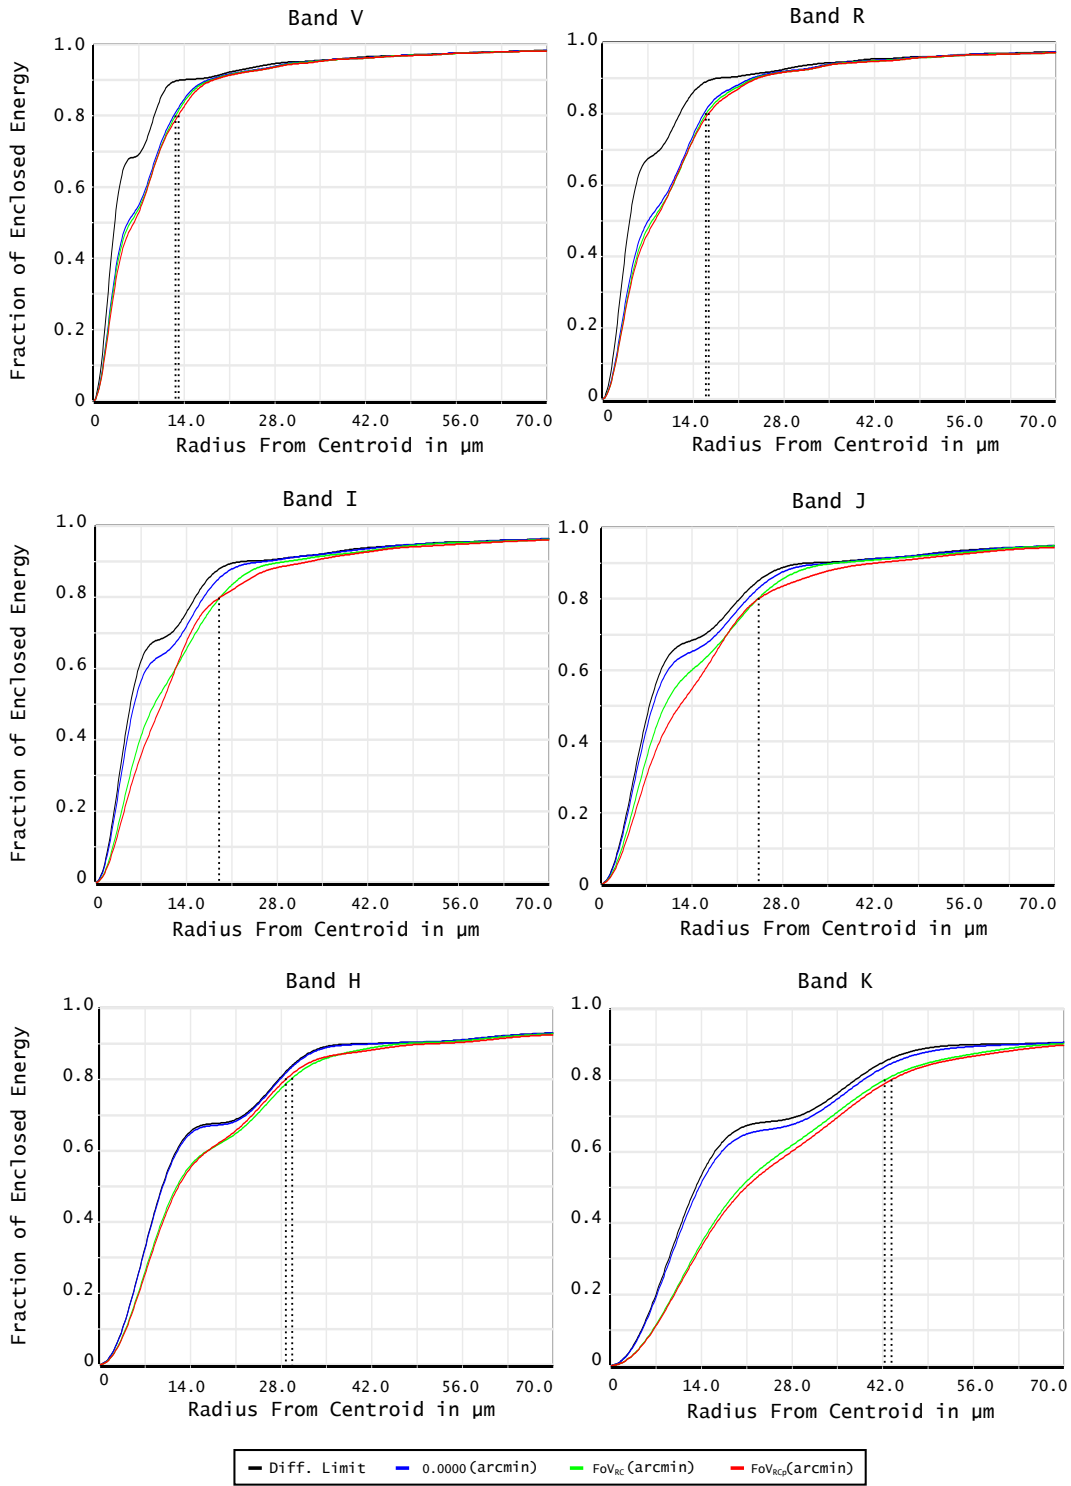 Band V
Fraction of Enclosed Energy
1.0
0.8
0.6
0.4
0.2
0
0 14.0 28.0 42.0 56.0 70.0
Radius From Centroid in µm
Band R
1.0
0.8
0.6
0.4
0.2
0
0 14.0 28.0 42.0 56.0 70.0
Radius From Centroid in µm
Band I
Fraction of Enclosed Energy
1.0
0.8
0.6
0.4
0.2
0
0 14.0 28.0 42.0 56.0 70.0
Radius From Centroid in µm
Band J
1.0
0.8
0.6
0.4
0.2
0
0 14.0 28.0 42.0 56.0 70.0
Radius From Centroid in µm
Band H
Fraction of Enclosed Energy
1.0
0.8
0.6
0.4
0.2
0
0 14.0 28.0 42.0 56.0 70.0
Radius From Centroid in µm
Band K
1.0
0.8
0.6
0.4
0.2
0
0 14.0 28.0 42.0 56.0 70.0
Radius From Centroid in µm
Diff. Limit 0.0000 (arcmin) FoVRC (arcmin) FoVRCp (arcmin)